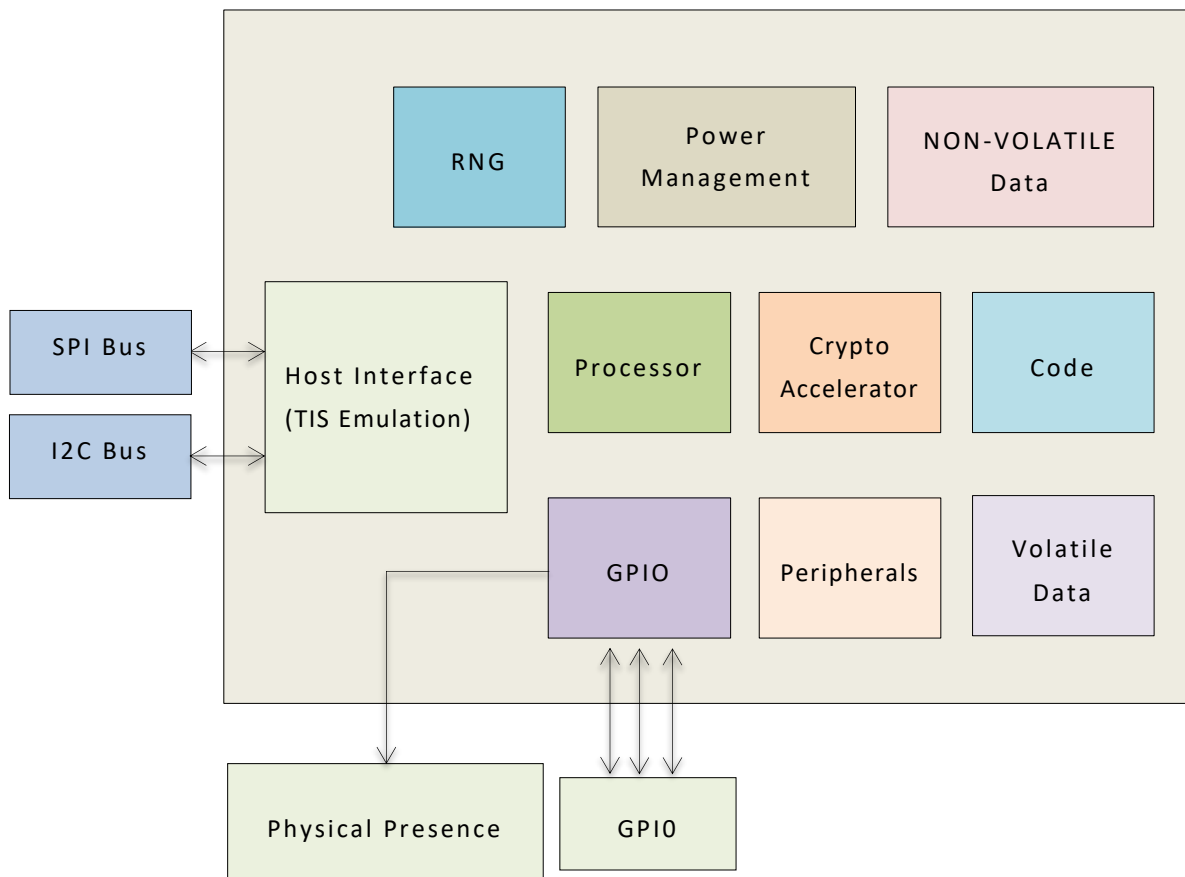 RNG
Power
Management
NON-VOLATILE
Data
SPI Bus
I2C Bus
Host Interface
(TIS Emulation)
Processor
Crypto
Accelerator
Code
GPIO
Peripherals
Volatile
Data
Physical Presence
GPI0